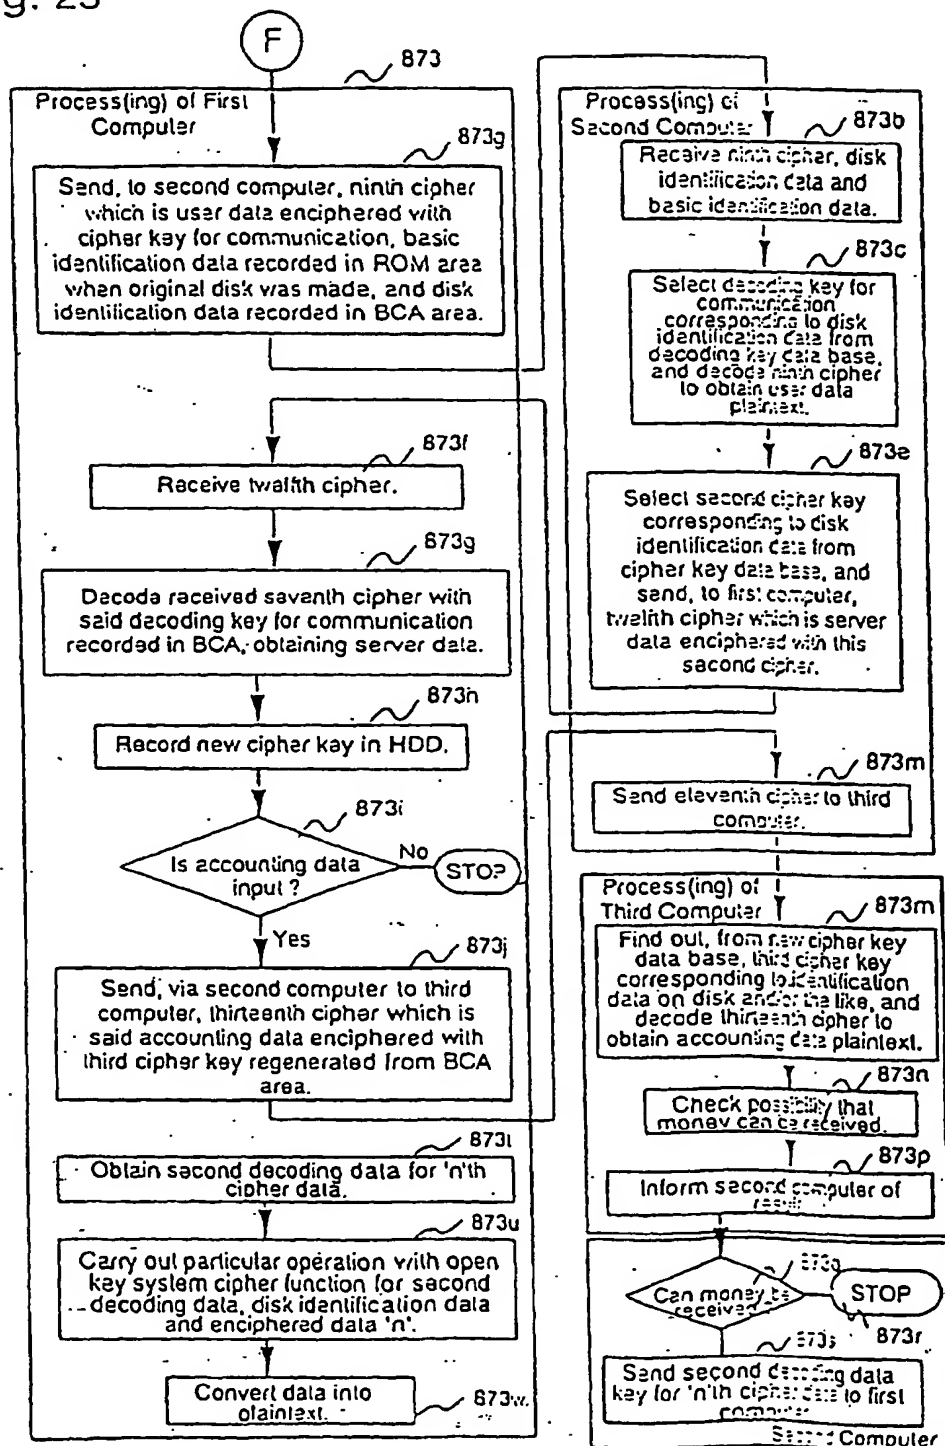 g. 23
F
873
Process(ing) of First
Computer
873g
Send, to second computer, ninth cipher
which is user data enciphered with
cipher key for communication, basic
identification data recorded in ROM area
when original disk was made, and disk
identification data recorded in BCA area.
873f
Receive twelfth cipher.
873g
Decode received seventh cipher with
said decoding key for communication
recorded in BCA, obtaining server data.
873h
Record new cipher key in HDD.
873i
Is accounting data
input ?
No
STOP
Yes
873j
Send, via second computer to third
computer, thirteenth cipher which is
said accounting data enciphered with
third cipher key regenerated from BCA
area.
873t
Obtain second decoding data for 'n'th
cipher data.
873u
Carry out particular operation with open
key system cipher function for second
decoding data, disk identification data
and enciphered data 'n'.
Convert data into
plaintext.
873w
Process(ing) of
Second Computer
873b
Receive ninth cipher, disk
identification data and
basic identification data.
873c
Select decoding key for
communication
corresponding to disk
identification data from
decoding key data base,
and decode ninth cipher
to obtain user data
plaintext.
873e
Select second cipher key
corresponding to disk
identification data from
cipher key data base, and
send, to first computer,
twelfth cipher which is server
data enciphered with this
second cipher.
873m
Send eleventh cipher to third
computer.
Process(ing) of
Third Computer
873m
Find out, from new cipher key
data base, third cipher key
corresponding to identification
data on disk and/or the like, and
decode thirteenth cipher to
obtain accounting data plaintext.
873n
Check possibility that
money can be received.
873p
Inform second computer of
result.
873q
Can money be
received
STOP
873r
873s
Send second decoding data
key for 'n'th cipher data to first
computer
Second Computer